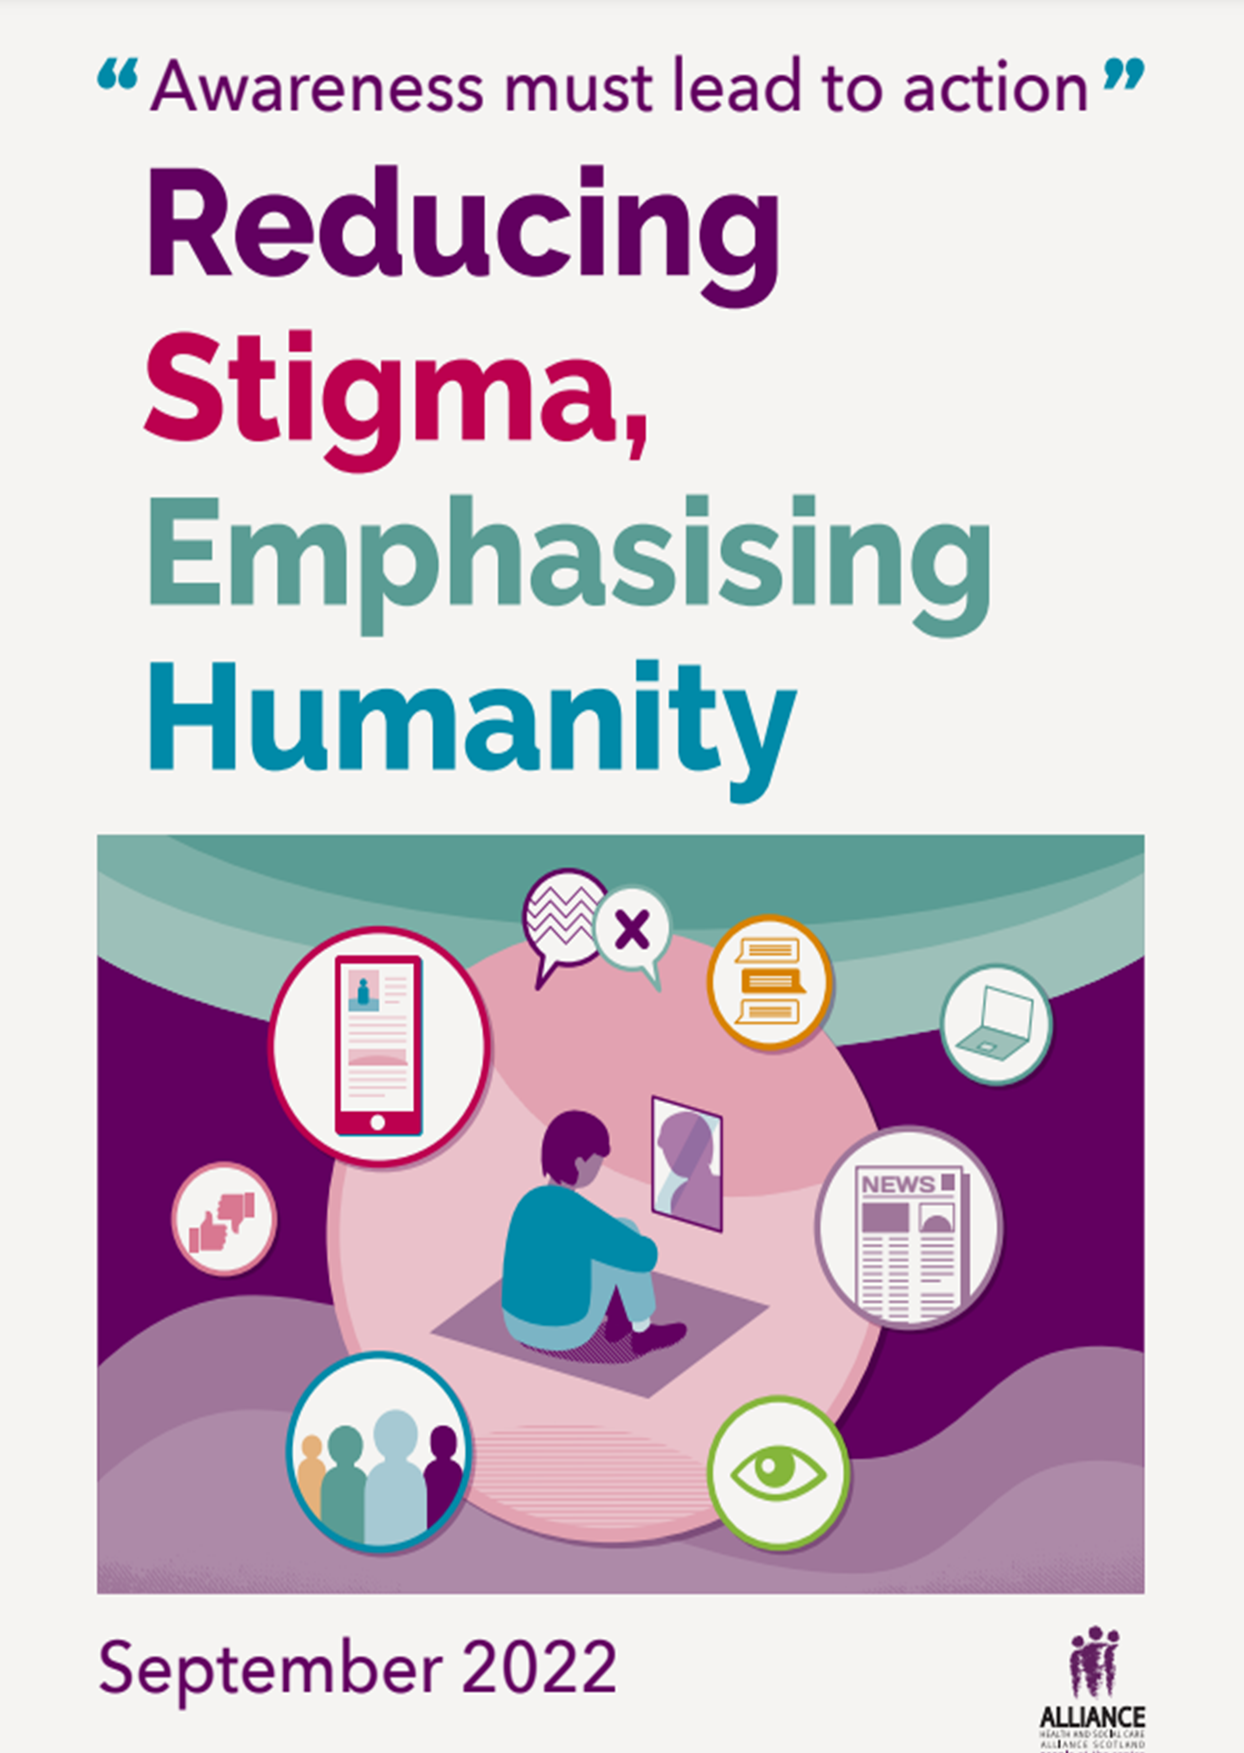 “Awareness must lead to action”
Reducing
Stigma,
Emphasising
Humanity
NEWS
September 2022
ALLIANCE
HEALTH AND SOCIAL CARE
ALLIANCE SCOTLAND